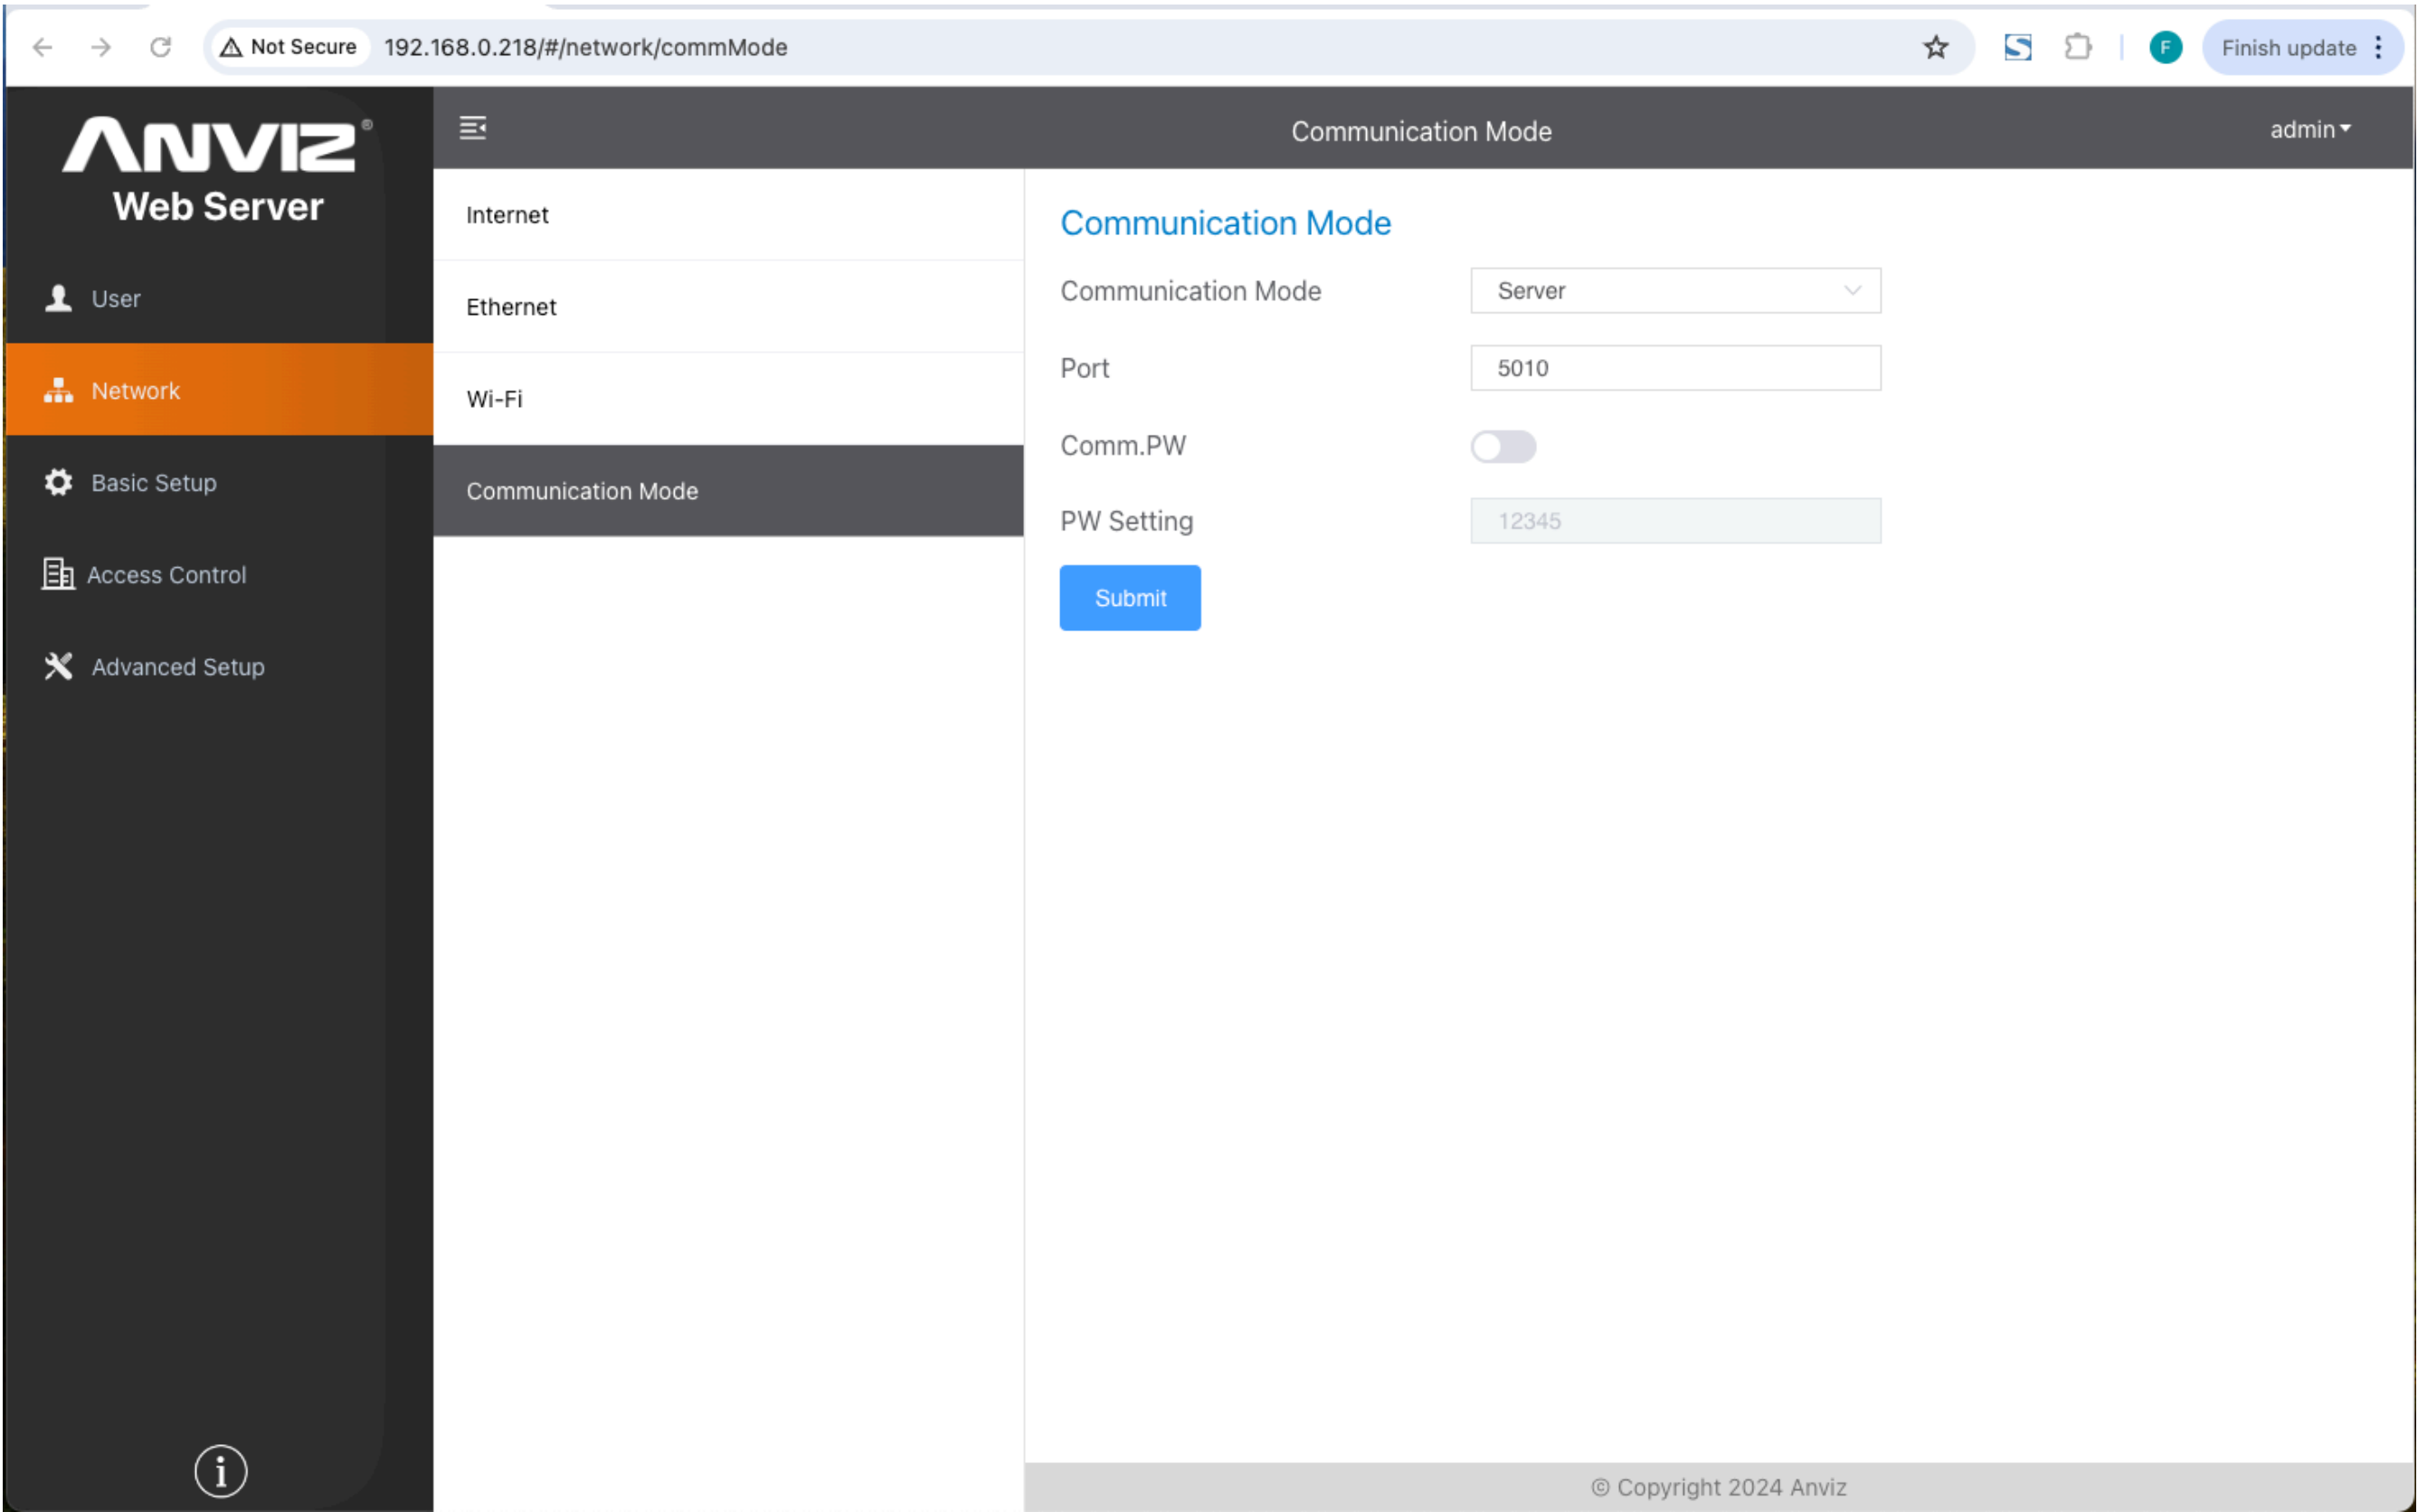 Not Secure 192.168.0.218/#/network/commMode
F
Finish update
ANVIZ®
Web Server
Communication Mode
admin
User
Network
Basic Setup
Access Control
Advanced Setup
Internet
Ethernet
Wi-Fi
Communication Mode
Communication Mode
Communication Mode Server
Port 5010
Comm.PW
PW Setting 12345
Submit
© Copyright 2024 Anviz